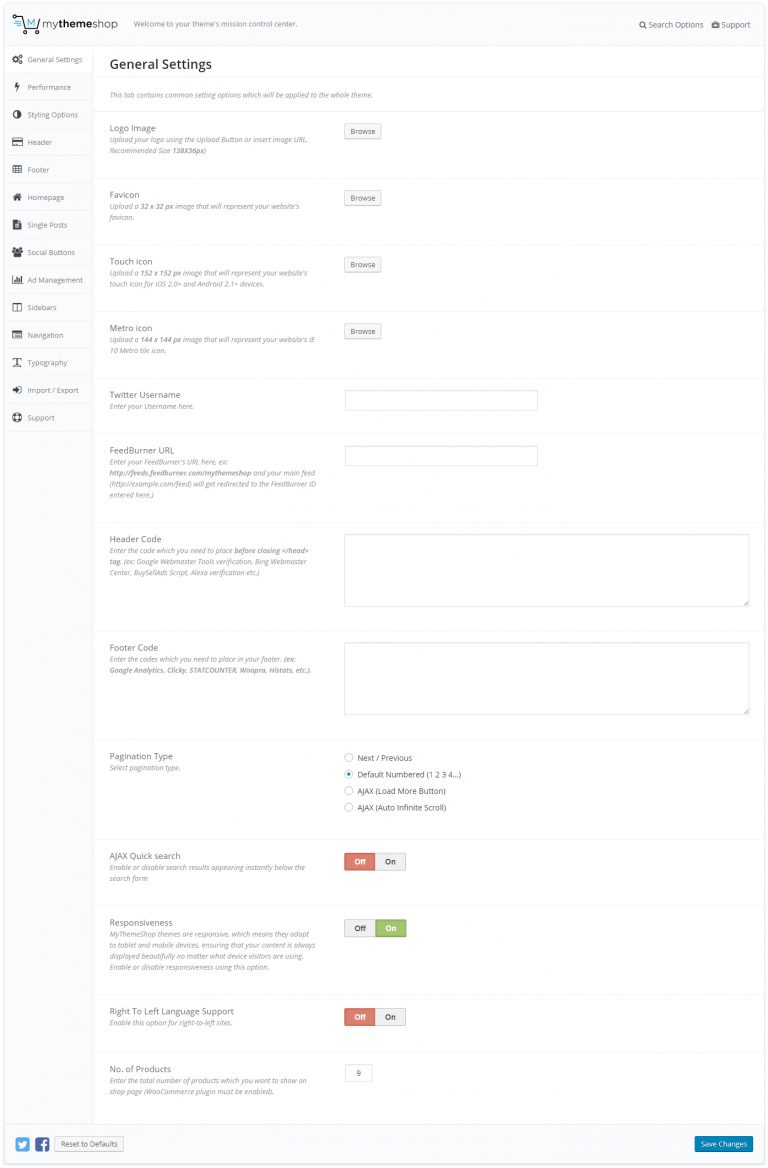 mythemeshop
Welcome to your theme's mission control center.
Search Options
Support
General Settings
Performance
Styling Options
Header
Footer
Homepage
Single Posts
Social Buttons
Ad Management
Sidebars
Navigation
Typography
Import / Export
Support
General Settings
This tab contains common setting options which will be applied to the whole theme.
Logo Image
Upload your logo using the Upload Button or insert image URL.
Recommended Size 138X36px)
Browse
Favicon
Upload a 32 x 32 px image that will represent your website's
favicon.
Browse
Touch icon
Upload a 152 x 152 px image that will represent your website's
touch icon for iOS 2.0+ and Android 2.1+ devices.
Browse
Metro icon
Upload a 144 x 144 px image that will represent your website's IE
10 Metro tile icon.
Browse
Twitter Username
Enter your Username here.
FeedBurner URL
Enter your FeedBurner's URL here, ex:
http://feeds.feedburner.com/mythemeshop and your main feed
(http://example.com/feed) will get redirected to the FeedBurner ID
entered here.)
Header Code
Enter the code which you need to place before closing </head>
tag. (ex: Google Webmaster Tools verification, Bing Webmaster
Center, BuySellAds Script, Alexa verification etc.)
Footer Code
Enter the codes which you need to place in your footer. (ex:
Google Analytics, Clicky, STATCOUNTER, Woopra, Histats, etc.).
Pagination Type
Select pagination type.
Next / Previous
Default Numbered (1 2 3 4...)
AJAX (Load More Button)
AJAX (Auto Infinite Scroll)
AJAX Quick search
Enable or disable search results appearing instantly below the
search form
Off On
Responsiveness
MyThemeShop themes are responsive, which means they adapt
to tablet and mobile devices, ensuring that your content is always
displayed beautifully no matter what device visitors are using.
Enable or disable responsiveness using this option.
Off On
Right To Left Language Support
Enable this option for right-to-left sites.
Off On
No. of Products
Enter the total number of products which you want to show on
shop page (WooCommerce plugin must be enabled).
9
Reset to Defaults
Save Changes